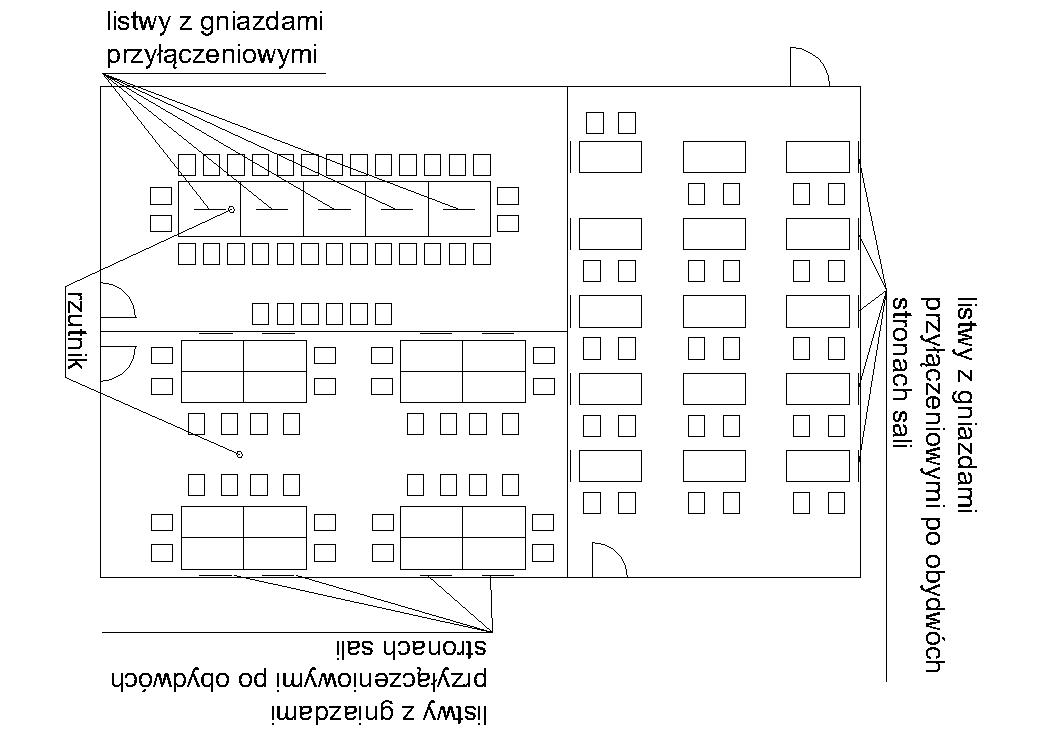 listwy z gniazdami
przyłączeniowymi
rzutnik
listwy z gniazdami
przyłączeniowymi po obydwóch
stronach sali
listwy z gniazdami
przyłączeniowymi po obydwóch
stronach sali